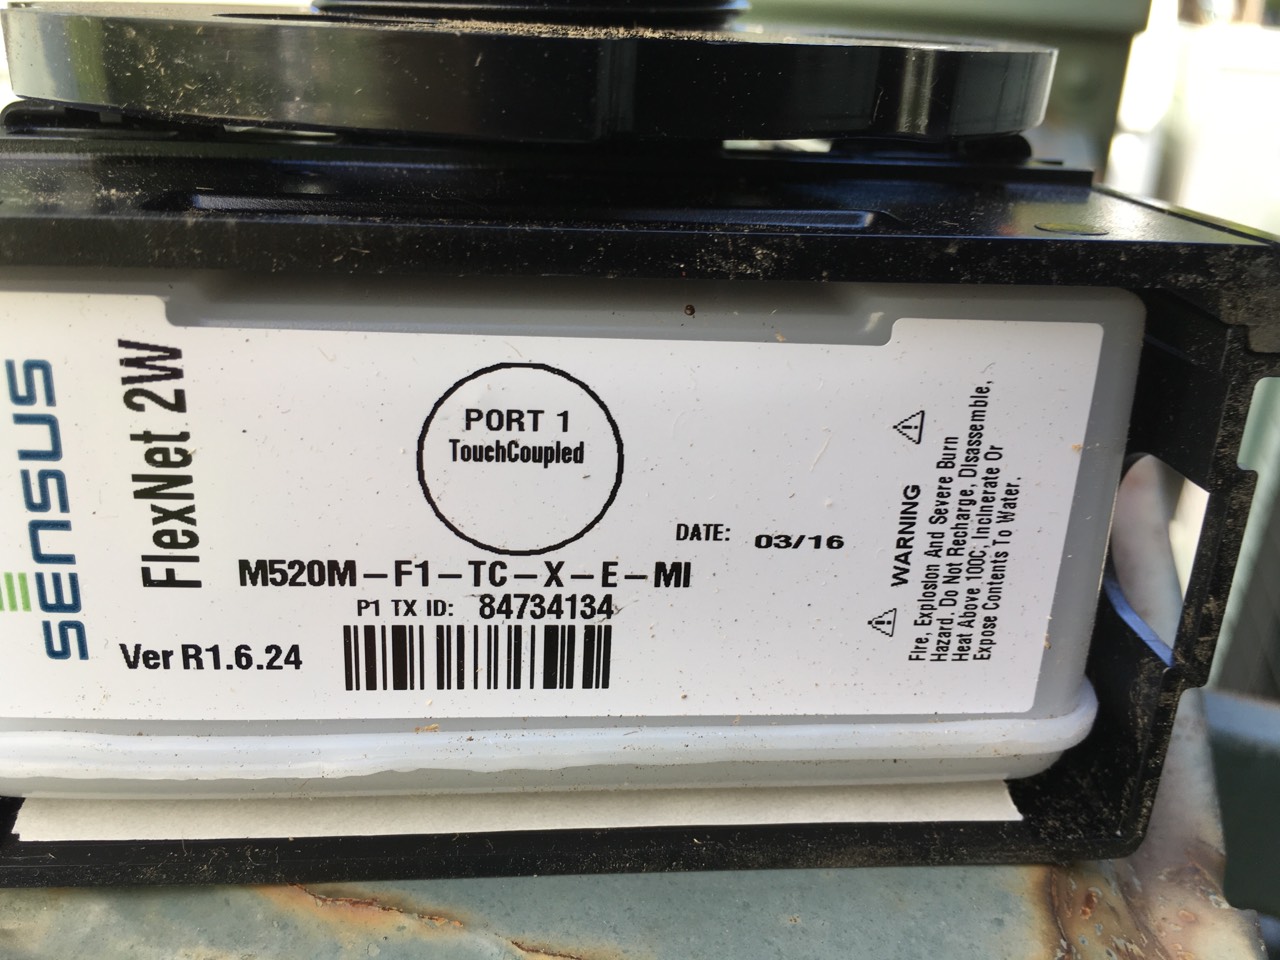 SENSUS
FlexNet 2W
PORT 1
TouchCoupled
DATE: 03/16
M520M-F1-TC-X-E-MI
P1 TX ID: 84734134
Ver R1.6.24
WARNING
Fire, Explosion And Severe Burn
Hazard. Do Not Recharge, Disassemble,
Heat Above 100C, Incinerate Or
Expose Contents To Water.